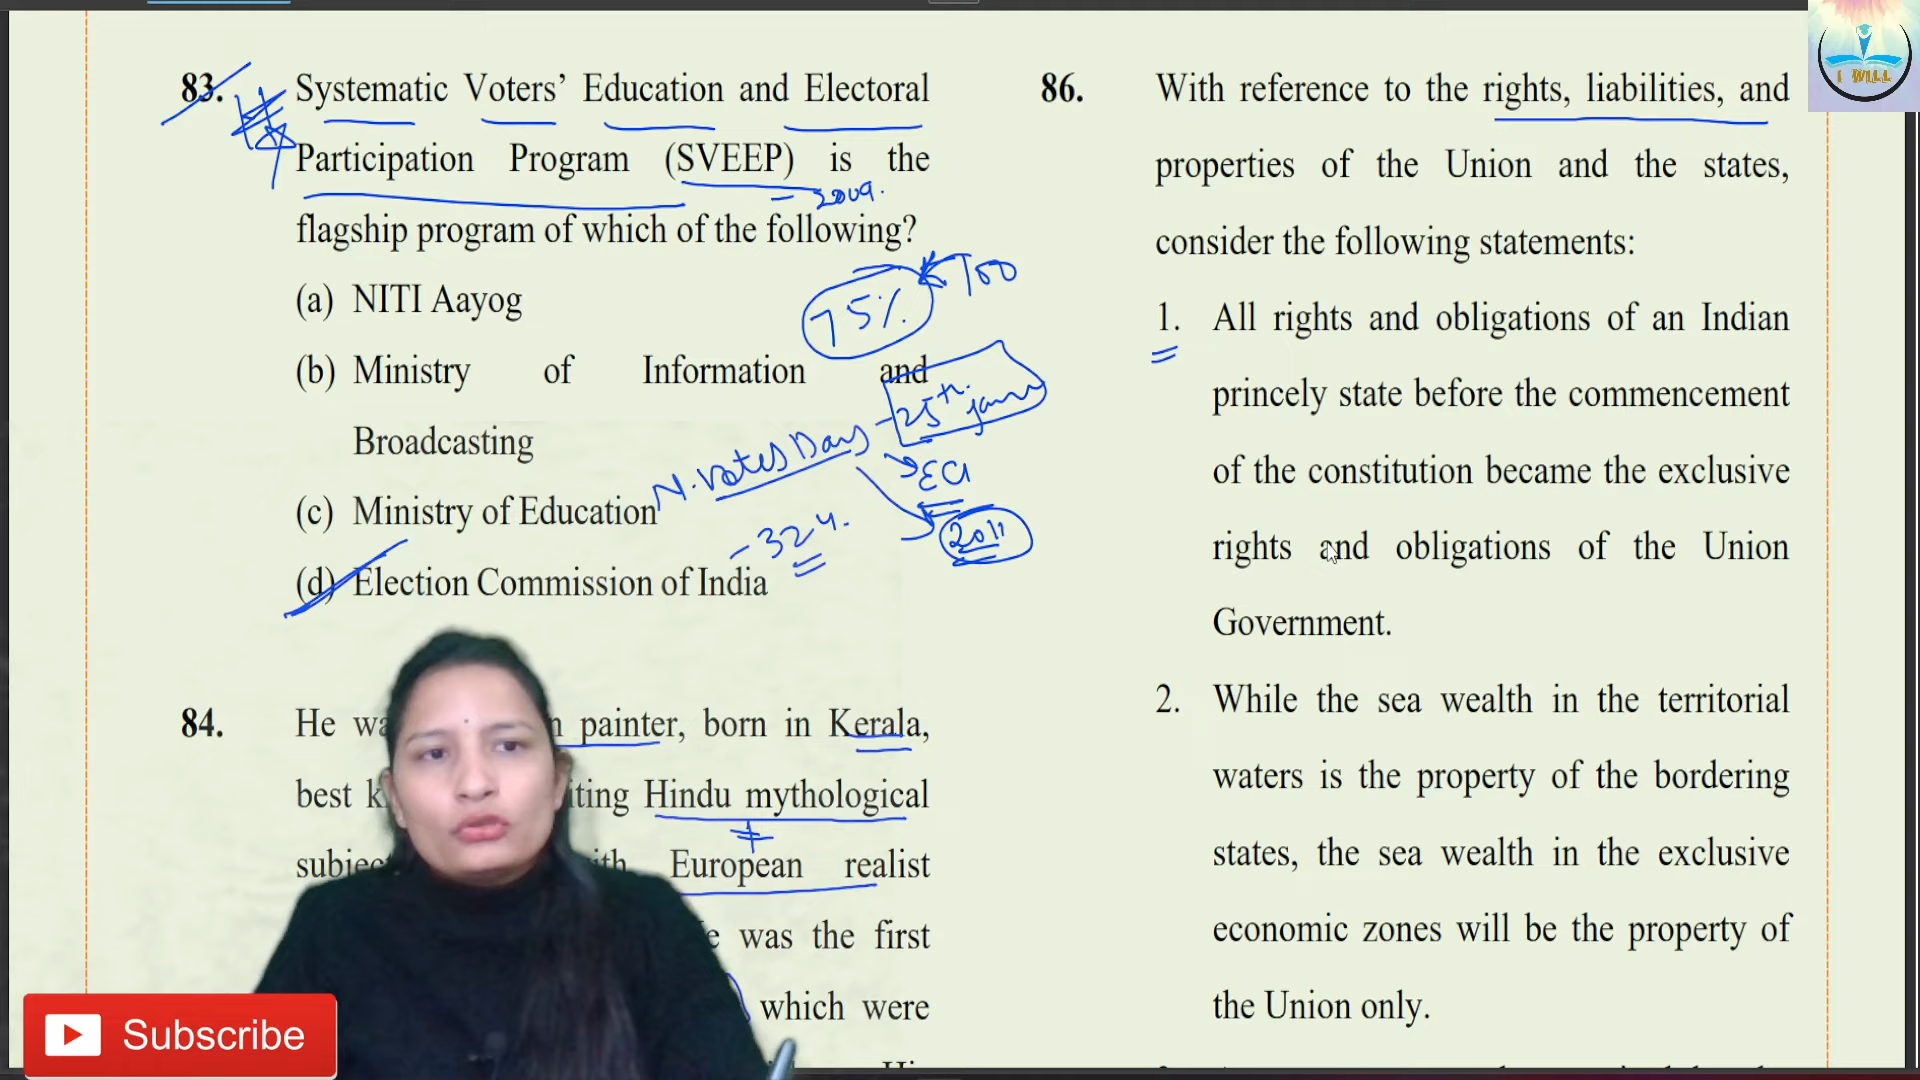 83. Systematic Voters' Education and Electoral
Participation Program (SVEEP) is the
- 2009.
flagship program of which of the following?
(a) NITI Aayog
75% 100
(b) Ministry of Information and
Broadcasting
N. Votes Day - 25th Jan
ECI
2011
(c) Ministry of Education
- 324.
(d) Election Commission of India
84. He painter, born in Kerala,
best Hindu mythological
European realist
was the first
which were
86. With reference to the rights, liabilities, and
properties of the Union and the states,
consider the following statements:
1. All rights and obligations of an Indian
princely state before the commencement
of the constitution became the exclusive
rights and obligations of the Union
Government.
2. While the sea wealth in the territorial
waters is the property of the bordering
states, the sea wealth in the exclusive
economic zones will be the property of
the Union only.
I WILL
Subscribe